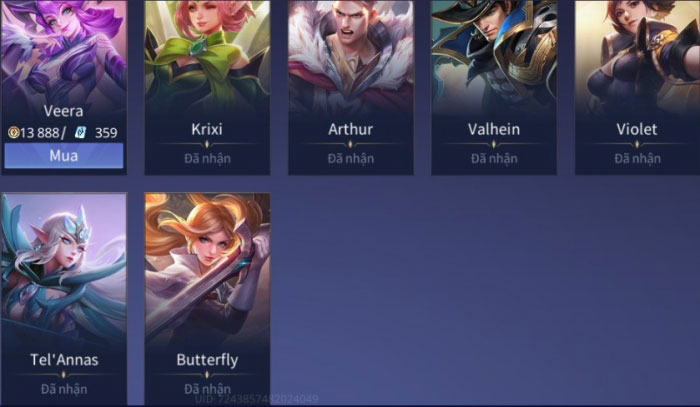 Veera
13 888/ 359
Mua
Krixi
Đã nhận
Arthur
Đã nhận
Valhein
Đã nhận
Violet
Đã nhận
Tel'Annas
Đã nhận
Butterfly
Đã nhận
UID: 7243857482024049